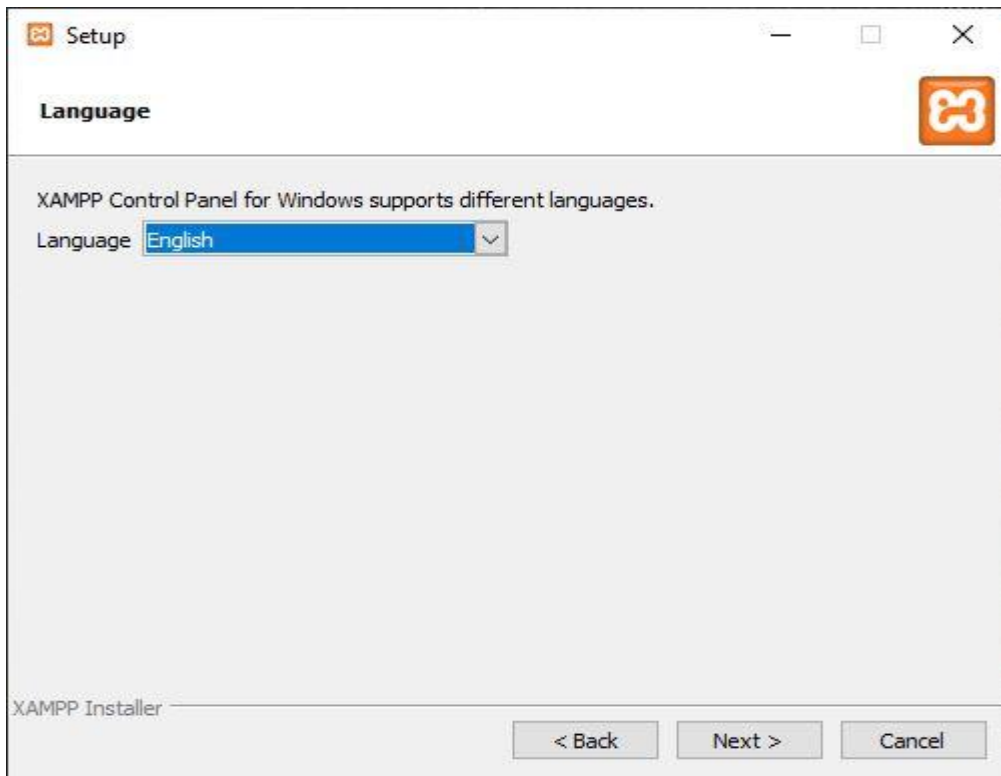 Setup
Language
XAMPP Control Panel for Windows supports different languages.
Language English
XAMPP Installer
< Back Next > Cancel